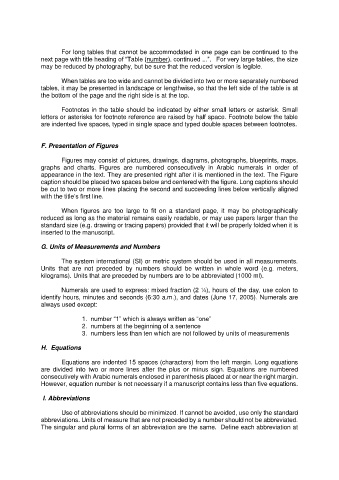 For long tables that cannot be accommodated in one page can be continued to the
next page with title heading of "Table (number), continued ...". For very large tables, the size
may be reduced by photography, but be sure that the reduced version is legible.
When tables are too wide and cannot be divided into two or more separately numbered
tables, it may be presented in landscape or lengthwise, so that the left side of the table is at
the bottom of the page and the right side is at the top.
Footnotes in the table should be indicated by either small letters or asterisk. Small
letters or asterisks for footnote reference are raised by half space. Footnote below the table
are indented five spaces, typed in single space and typed double spaces between footnotes.
F. Presentation of Figures
Figures may consist of pictures, drawings, diagrams, photographs, blueprints, maps,
graphs and charts. Figures are numbered consecutively in Arabic numerals in order of
appearance in the text. They are presented right after it is mentioned in the text. The Figure
caption should be placed two spaces below and centered with the figure. Long captions should
be cut to two or more lines placing the second and succeeding lines below vertically aligned
with the title's first line.
When figures are too large to fit on a standard page, it may be photographically
reduced as long as the material remains easily readable, or may use papers larger than the
standard size (e.g. drawing or tracing papers) provided that it will be properly folded when it is
inserted to the manuscript.
G. Units of Measurements and Numbers
The system international (SI) or metric system should be used in all measurements.
Units that are not preceded by numbers should be written in whole word (e.g. meters,
kilograms). Units that are preceded by numbers are to be abbreviated (1000 ml).
Numerals are used to express: mixed fraction (2 ½), hours of the day, use colon to
identify hours, minutes and seconds (6:30 a.m.), and dates (June 17, 2005). Numerals are
always used except:
1. number "1" which is always written as "one"
2. numbers at the beginning of a sentence
3. numbers less than ten which are not followed by units of measurements
H. Equations
Equations are indented 15 spaces (characters) from the left margin. Long equations
are divided into two or more lines after the plus or minus sign. Equations are numbered
consecutively with Arabic numerals enclosed in parenthesis placed at or near the right margin.
However, equation number is not necessary if a manuscript contains less than five equations.
I. Abbreviations
Use of abbreviations should be minimized. If cannot be avoided, use only the standard
abbreviations. Units of measure that are not preceded by a number should not be abbreviated.
The singular and plural forms of an abbreviation are the same. Define each abbreviation at